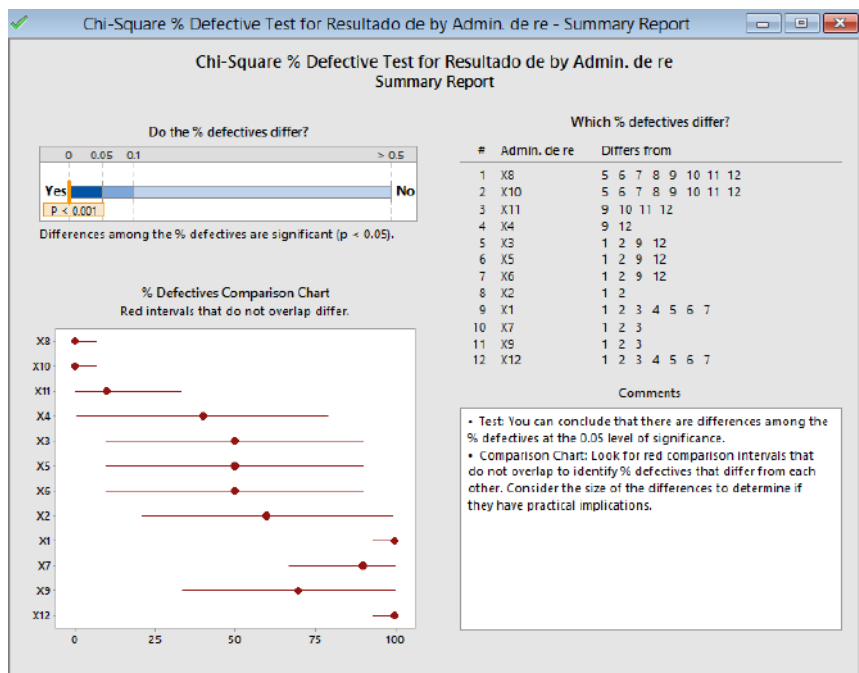 Chi-Square % Defective Test for Resultado de by Admin. de re - Summary Report
Chi-Square % Defective Test for Resultado de by Admin. de re
Summary Report
Do the % defectives differ?
0 0.05 0.1 > 0.5
Yes No
P < 0.001
Differences among the % defectives are significant (p < 0.05).
% Defectives Comparison Chart
Red intervals that do not overlap differ.
X8
X10
X11
X4
X3
X5
X6
X2
X1
X7
X9
X12
0 25 50 75 100
Which % defectives differ?
# Admin. de re Differs from
1 X8 5 6 7 8 9 10 11 12
2 X10 5 6 7 8 9 10 11 12
3 X11 9 10 11 12
4 X4 9 12
5 X3 1 2 9 12
6 X5 1 2 9 12
7 X6 1 2 9 12
8 X2 1 2
9 X1 1 2 3 4 5 6 7
10 X7 1 2 3
11 X9 1 2 3
12 X12 1 2 3 4 5 6 7
Comments
• Test: You can conclude that there are differences among the
% defectives at the 0.05 level of significance.
• Comparison Chart: Look for red comparison intervals that
do not overlap to identify % defectives that differ from each
other. Consider the size of the differences to determine if
they have practical implications.